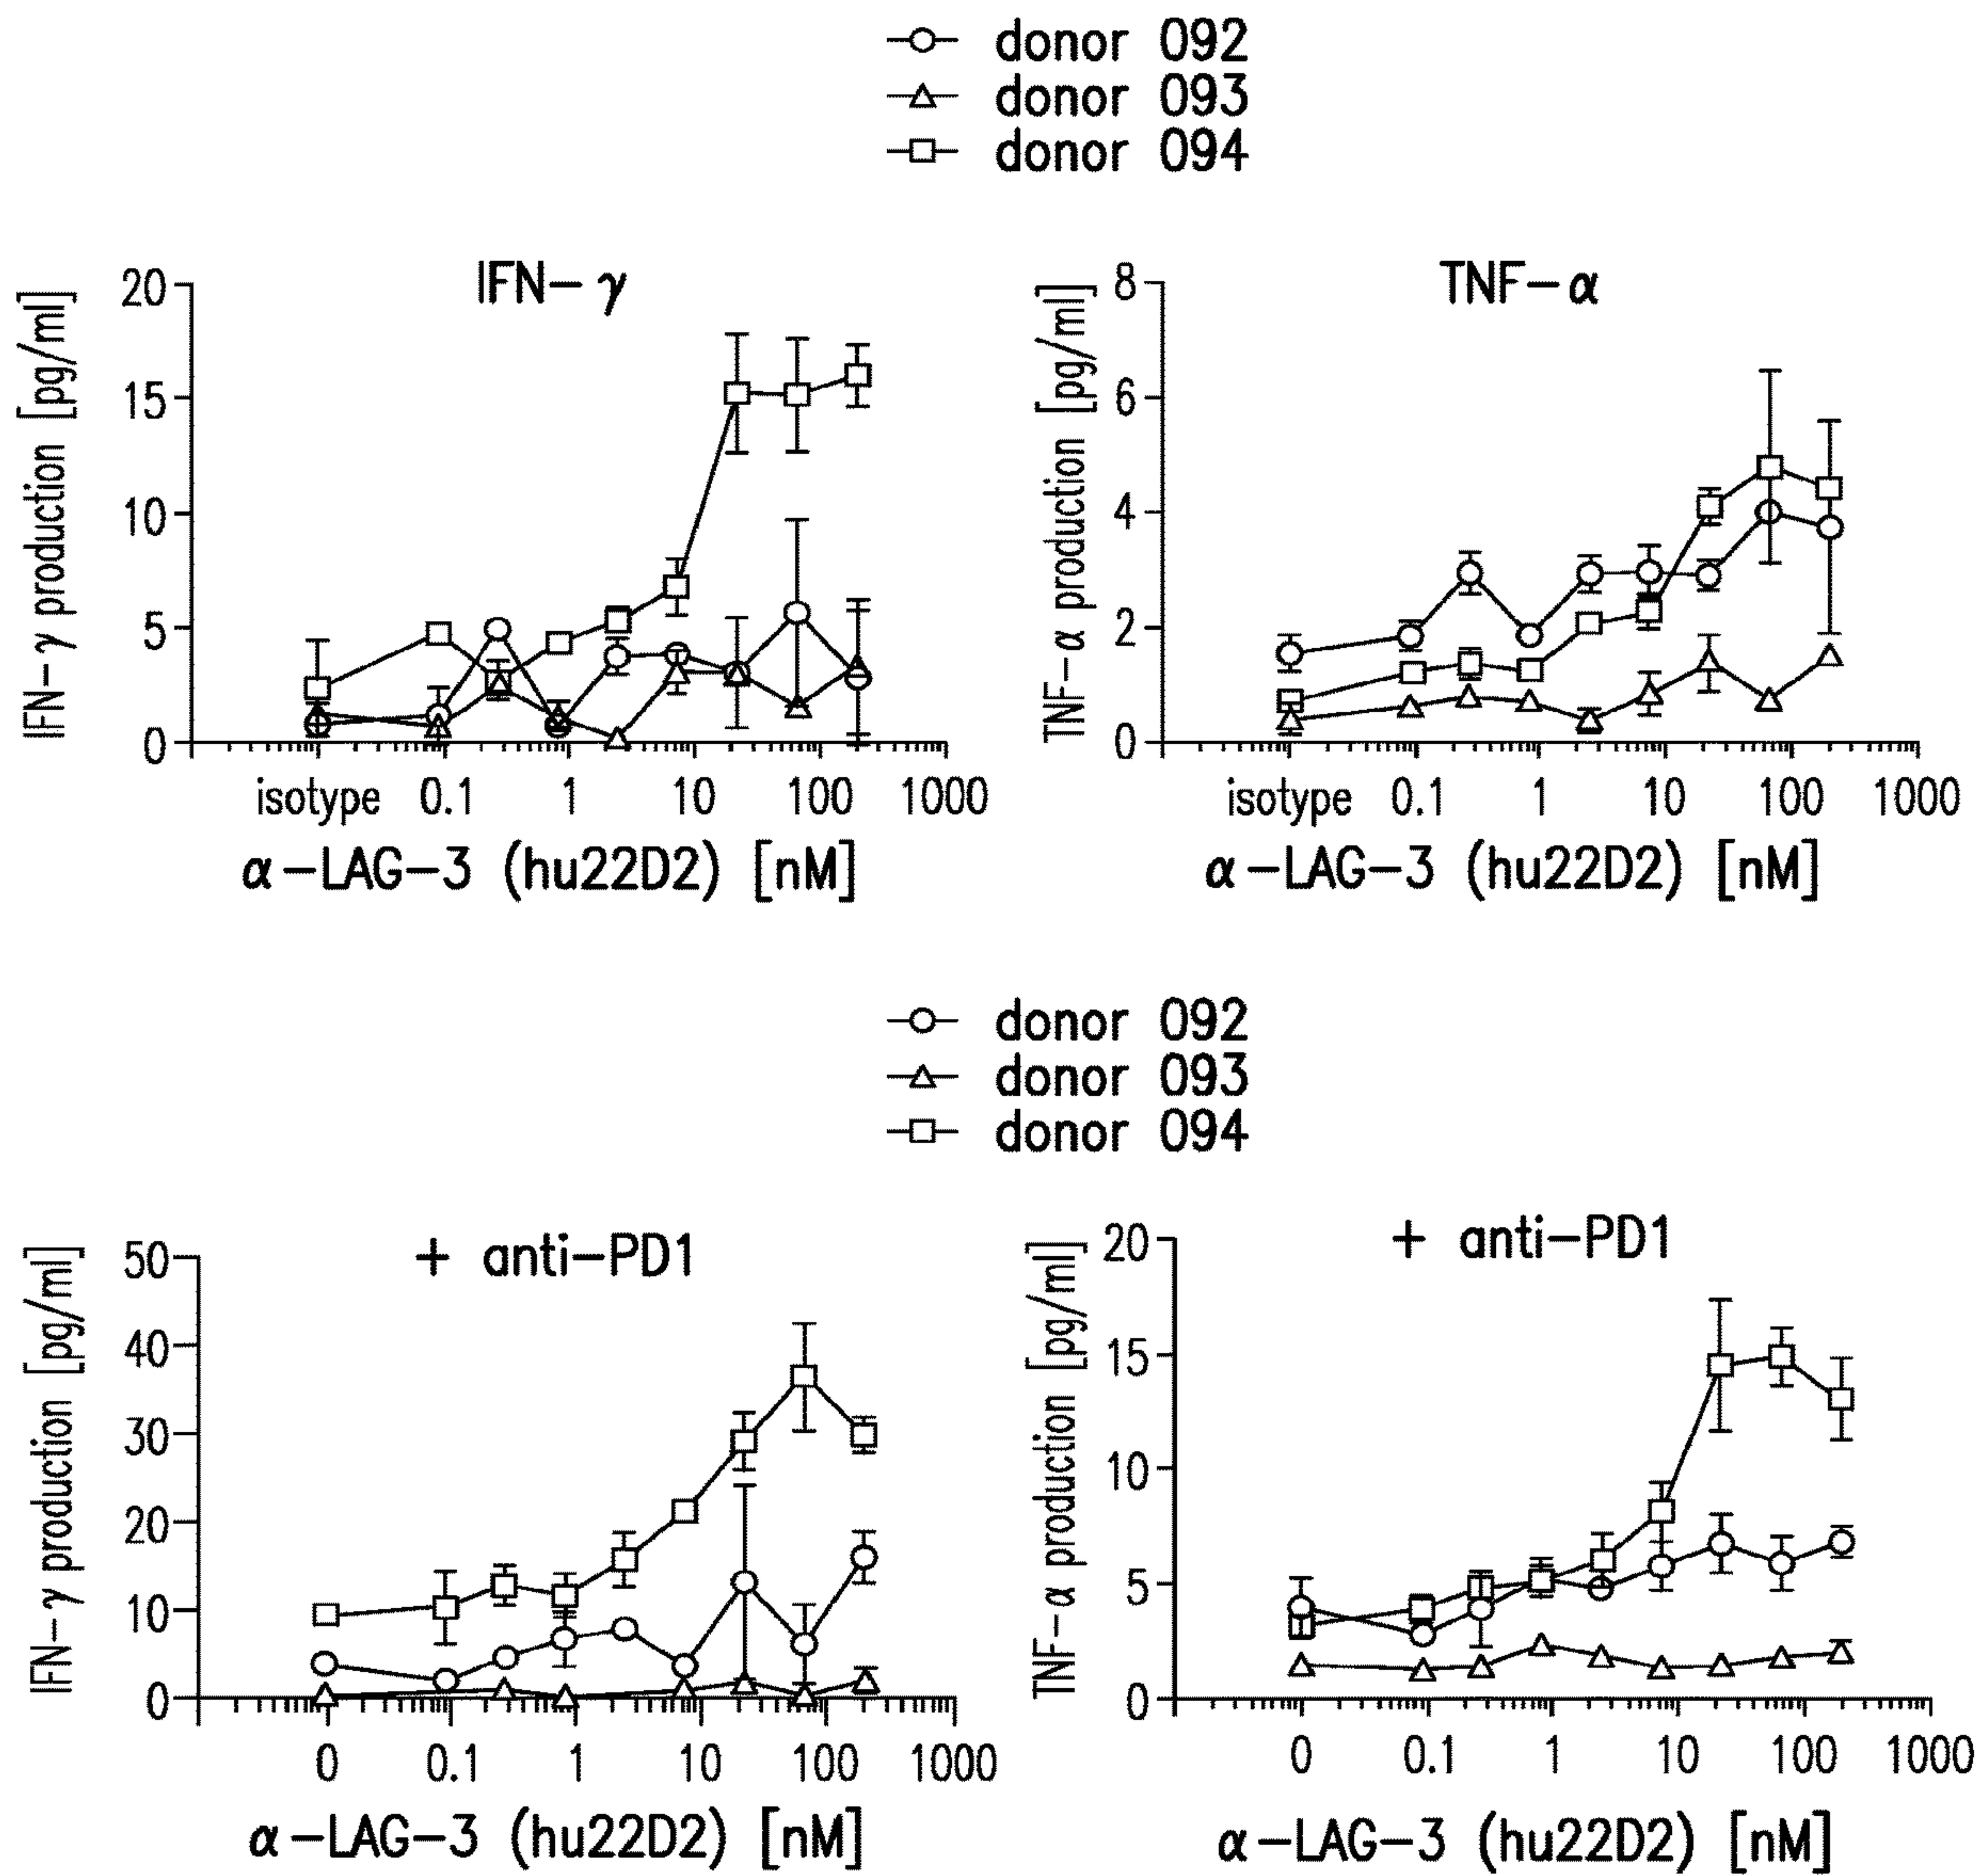 donor 092
donor 093
donor 094
IFN-γ
IFN-γ production [pg/ml]
20
15
10
5
0
isotype 0.1 1 10 100 1000
α-LAG-3 (hu22D2) [nM]
TNF-α
TNF-α production [pg/ml]
8
6
4
2
0
isotype 0.1 1 10 100 1000
α-LAG-3 (hu22D2) [nM]
donor 092
donor 093
donor 094
+ anti-PD1
IFN-γ production [pg/ml]
50
40
30
20
10
0
0 0.1 1 10 100 1000
α-LAG-3 (hu22D2) [nM]
+ anti-PD1
TNF-α production [pg/ml]
20
15
10
5
0
0 0.1 1 10 100 1000
α-LAG-3 (hu22D2) [nM]